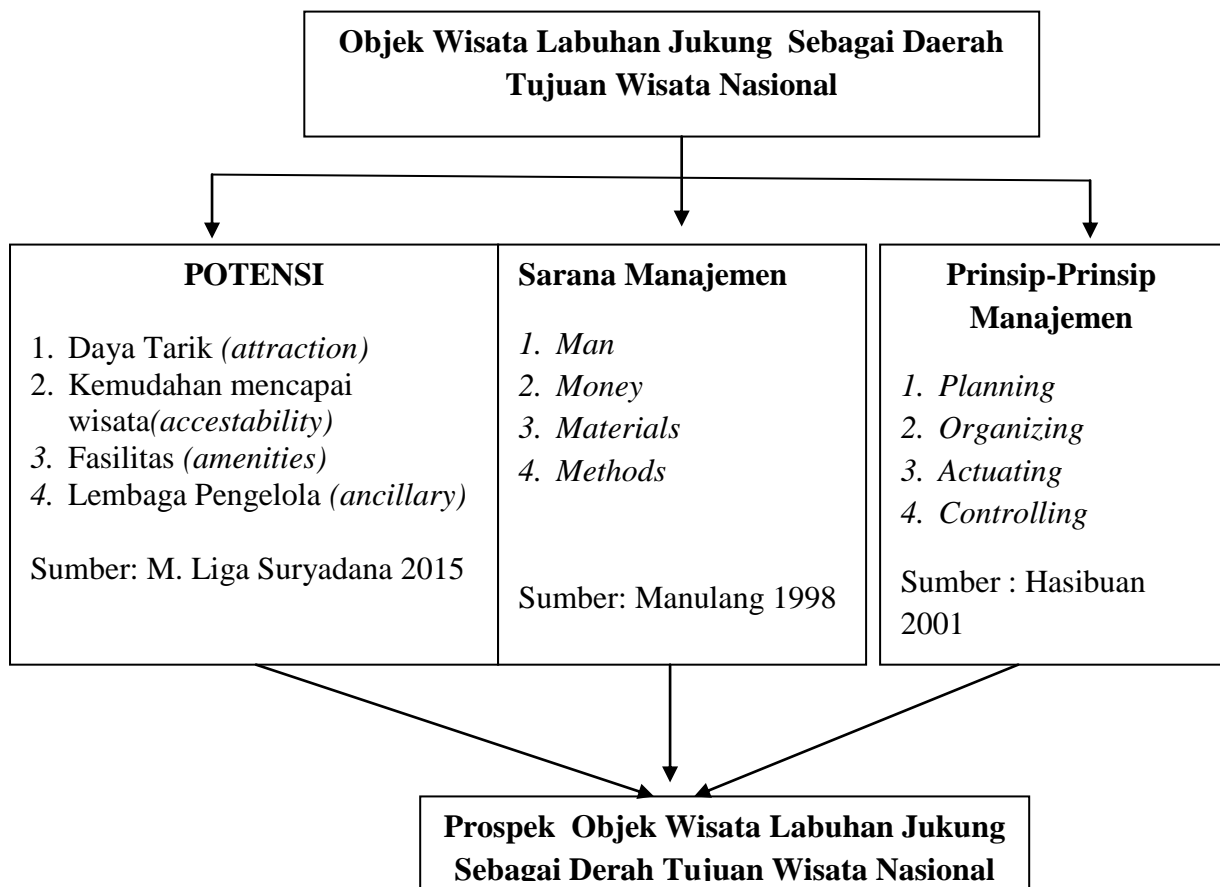 Objek Wisata Labuhan Jukung Sebagai Daerah
Tujuan Wisata Nasional
POTENSI
1. Daya Tarik (attraction)
2. Kemudahan mencapai
wisata(accestability)
3. Fasilitas (amenities)
4. Lembaga Pengelola (ancillary)
Sumber: M. Liga Suryadana 2015
Sarana Manajemen
1. Man
2. Money
3. Materials
4. Methods
Sumber: Manulang 1998
Prinsip-Prinsip
Manajemen
1. Planning
2. Organizing
3. Actuating
4. Controlling
Sumber : Hasibuan
2001
Prospek Objek Wisata Labuhan Jukung
Sebagai Derah Tujuan Wisata Nasional